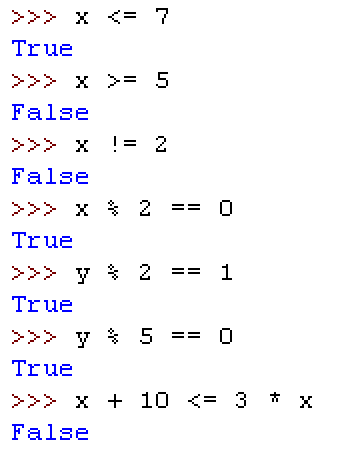 >>> x <= 7
True
>>> x >= 5
False
>>> x != 2
False
>>> x % 2 == 0
True
>>> y % 2 == 1
True
>>> y % 5 == 0
True
>>> x + 10 <= 3 * x
False